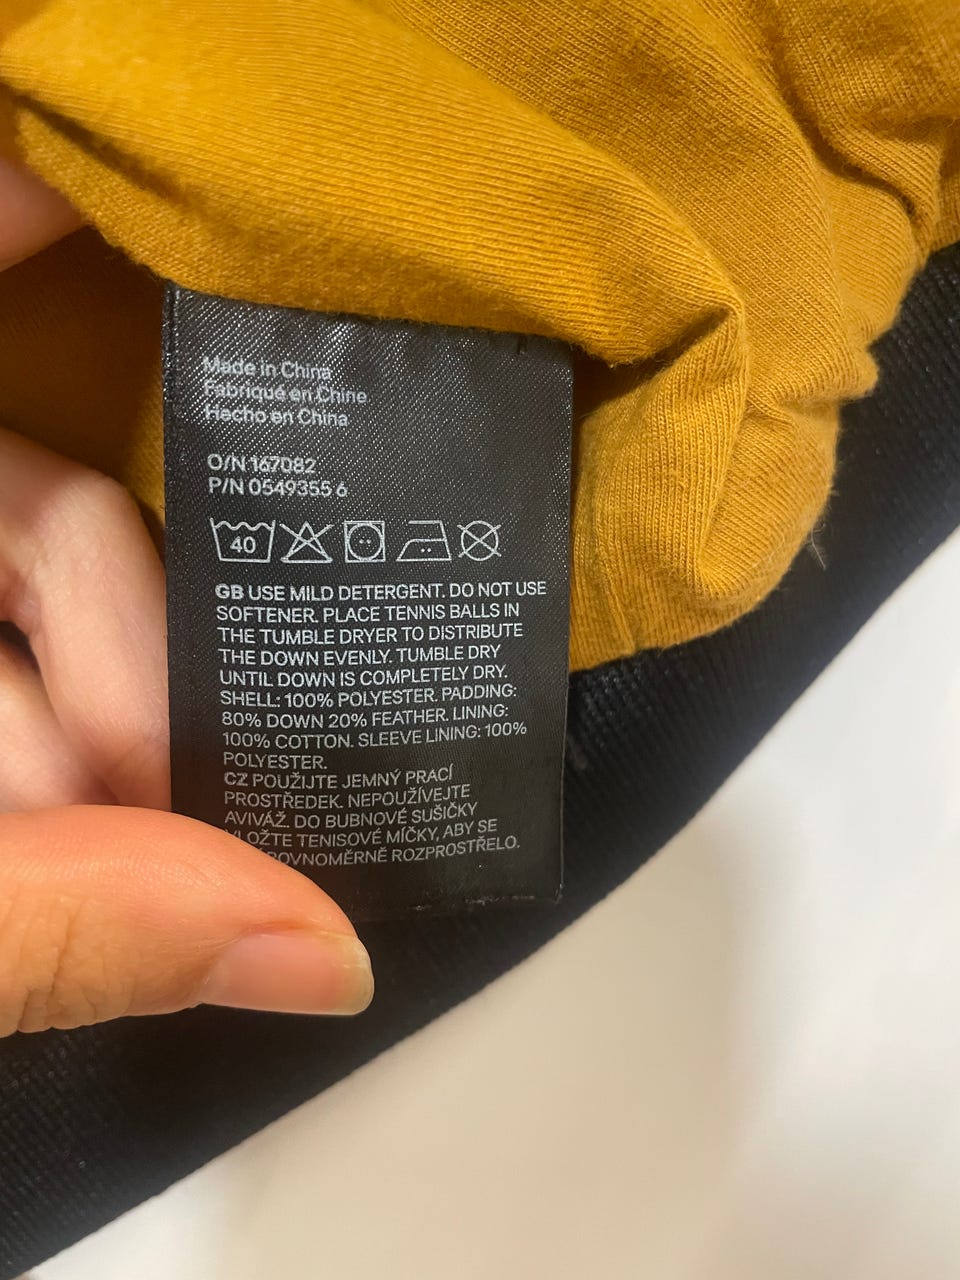 Made in China
Fabriqué en Chine
Hecho en China
O/N 167082
P/N 0549355 6
40
GB USE MILD DETERGENT. DO NOT USE
SOFTENER. PLACE TENNIS BALLS IN
THE TUMBLE DRYER TO DISTRIBUTE
THE DOWN EVENLY. TUMBLE DRY
UNTIL DOWN IS COMPLETELY DRY.
SHELL: 100% POLYESTER. PADDING:
80% DOWN 20% FEATHER. LINING:
100% COTTON. SLEEVE LINING: 100%
POLYESTER.
CZ POUŽIJTE JEMNÝ PRACÍ
PROSTŘEDEK. NEPOUŽÍVEJTE
AVIVÁŽ. DO BUBNOVÉ SUŠIČKY
VLOŽTE TENISOVÉ MÍČKY, ABY SE
ROZPROSTŘELO.